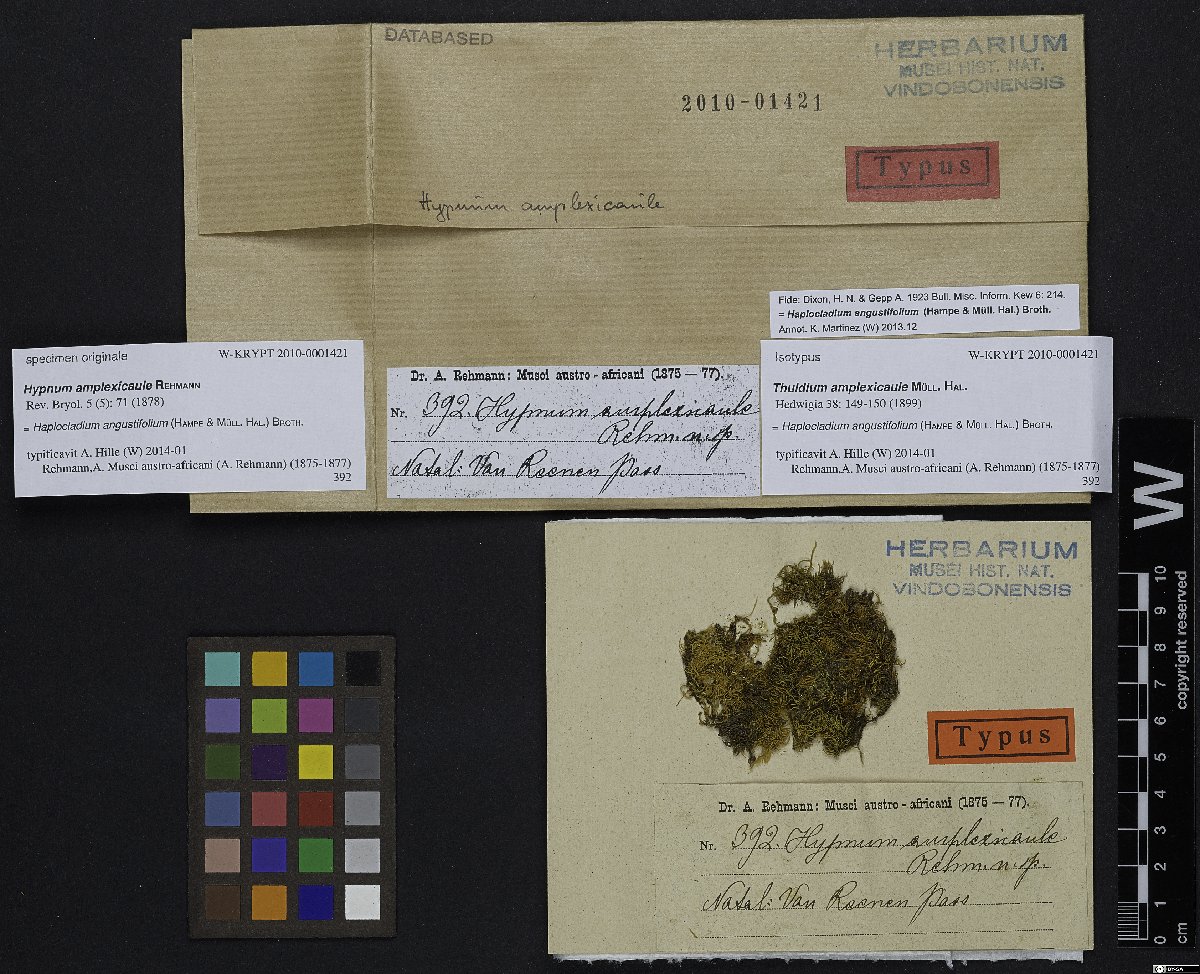 DATABASED
HERBARIUM
MUSEI HIST. NAT.
VINDOBONENSIS
2010-01421
Typus
Hypnum amplexicaule
Fide: Dixon, H. N. & Gepp A. 1923 Bull. Misc. Inform. Kew 6: 214.
= Haplocladium angustifolium (Hampe & Müll. Hal.) Broth.
Annot. K. Martinez (W) 2013.12
specimen originale W-KRYPT 2010-0001421
Hypnum amplexicaule REHMANN
Rev. Bryol. 5 (5): 71 (1878)
= Haplocladium angustifolium (HAMPE & MÜLL. HAL.) BROTH.
typificavit A. Hille (W) 2014-01
Rehmann,A. Musci austro-africani (A. Rehmann) (1875-1877)
392
Dr. A. Rehmann: Musci austro-africani (1875 — 77).
Nr. 392. Hypnum amplexicaule
Rehm. n. sp.
Natal: Van Reenen Pass
Isotypus W-KRYPT 2010-0001421
Thuidium amplexicaule MÜLL. HAL.
Hedwigia 38: 149-150 (1899)
= Haplocladium angustifolium (HAMPE & MÜLL. HAL.) BROTH.
typificavit A. Hille (W) 2014-01
Rehmann,A. Musci austro-africani (A. Rehmann) (1875-1877)
392
HERBARIUM
MUSEI HIST. NAT.
VINDOBONENSIS
Typus
Dr. A. Rehmann: Musci austro-africani (1875 — 77).
Nr. 392. Hypnum amplexicaule
Rehm. n. sp.
Natal: Van Reenen Pass
W
0 1 2 3 4 5 6 7 8 9 10
cm
copyright reserved